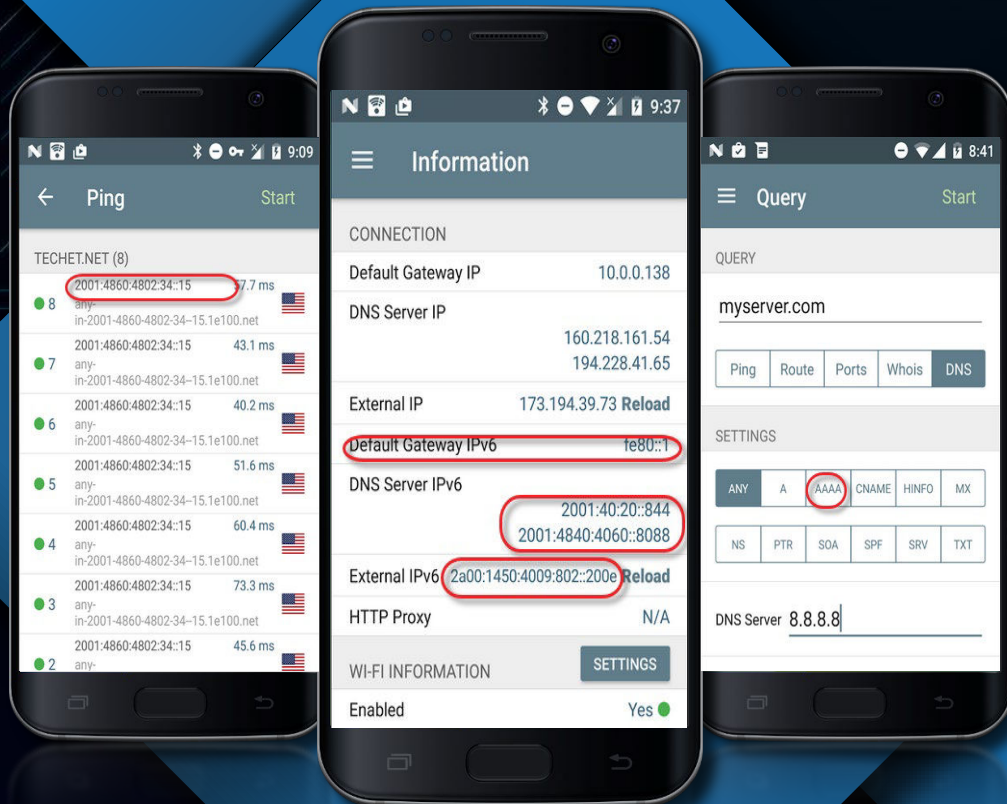 9:09
Ping
Start
TECHET.NET (8)
2001:4860:4802:34::15
57.7 ms
8
any-
in-2001-4860-4802-34--15.1e100.net
2001:4860:4802:34::15
43.1 ms
7
any-
in-2001-4860-4802-34--15.1e100.net
2001:4860:4802:34::15
40.2 ms
6
any-
in-2001-4860-4802-34--15.1e100.net
2001:4860:4802:34::15
51.6 ms
5
any-
in-2001-4860-4802-34--15.1e100.net
2001:4860:4802:34::15
60.4 ms
4
any-
in-2001-4860-4802-34--15.1e100.net
2001:4860:4802:34::15
73.3 ms
3
any-
in-2001-4860-4802-34--15.1e100.net
2001:4860:4802:34::15
45.6 ms
2
any-
9:37
Information
CONNECTION
Default Gateway IP 10.0.0.138
DNS Server IP
160.218.161.54
194.228.41.65
External IP 173.194.39.73 Reload
Default Gateway IPv6 fe80::1
DNS Server IPv6
2001:40:20::844
2001:4840:4060::8088
External IPv6 2a00:1450:4009:802::200e Reload
HTTP Proxy N/A
WI-FI INFORMATION SETTINGS
Enabled Yes
8:41
Query
Start
QUERY
myserver.com
Ping Route Ports Whois DNS
SETTINGS
ANY A AAAA CNAME HINFO MX
NS PTR SOA SPF SRV TXT
DNS Server 8.8.8.8